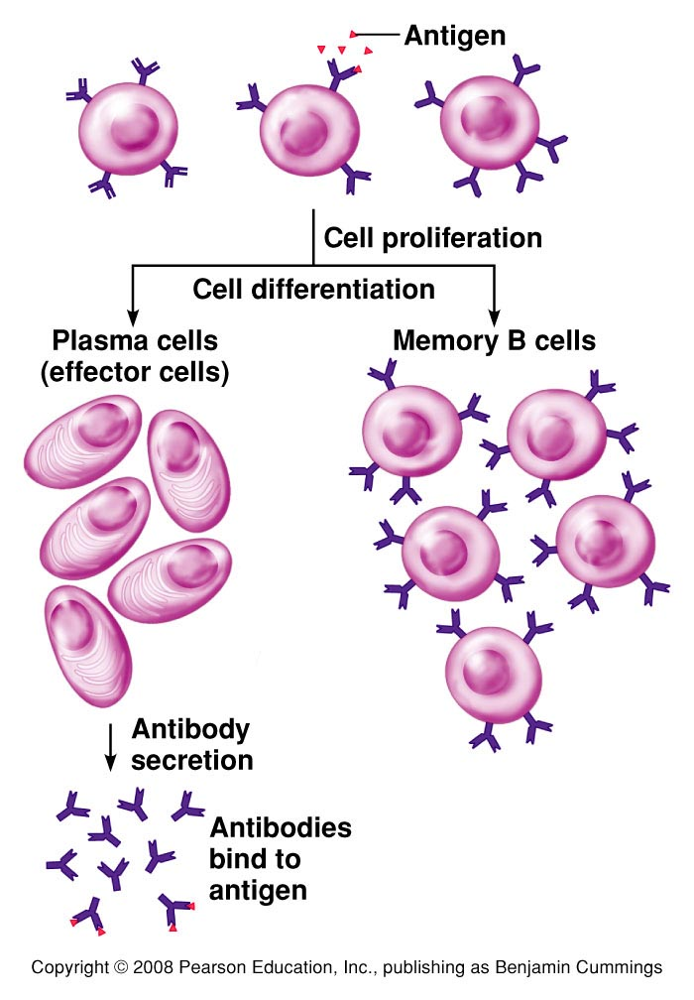 Antigen
Cell proliferation
Cell differentiation
Plasma cells
(effector cells)
Memory B cells
Antibody
secretion
Antibodies
bind to
antigen
Copyright © 2008 Pearson Education, Inc., publishing as Benjamin Cummings